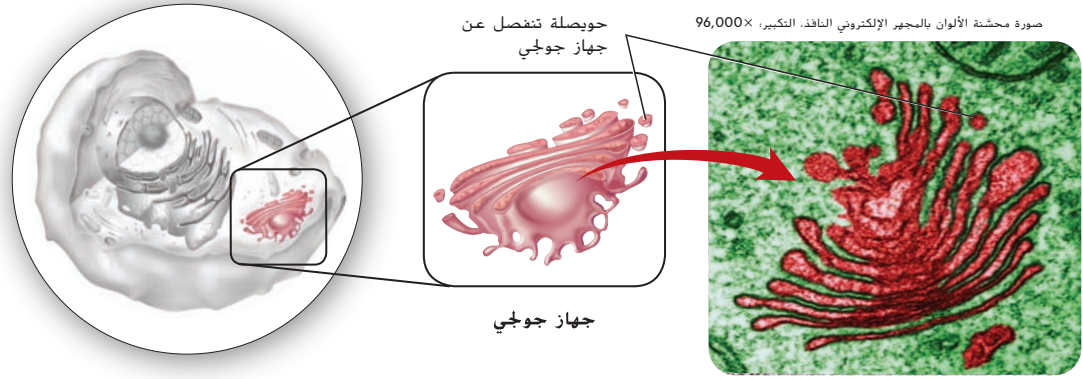 صورة محسَّنة الألوان بالمجهر الإلكتروني النافذ. التكبير: ×96,000
حويصلة تنفصل عن
جهاز جولجي
جهاز جولجي